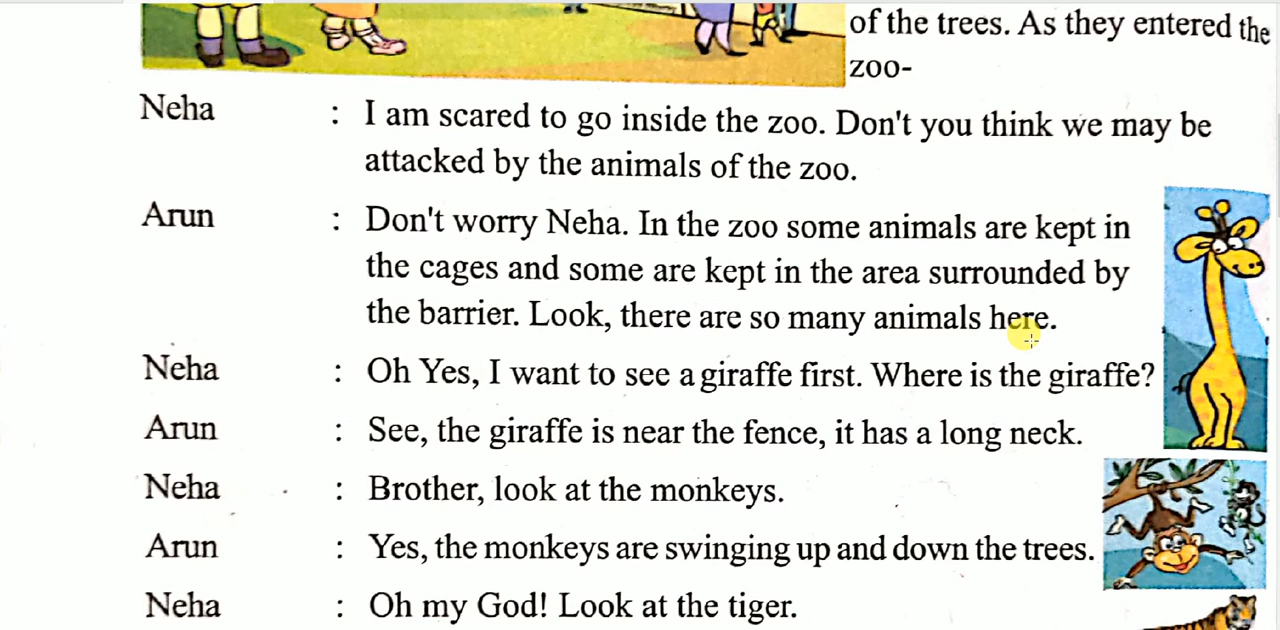 of the trees. As they entered the
zoo-
Neha : I am scared to go inside the zoo. Don't you think we may be
attacked by the animals of the zoo.
Arun : Don't worry Neha. In the zoo some animals are kept in
the cages and some are kept in the area surrounded by
the barrier. Look, there are so many animals here.
Neha : Oh Yes, I want to see a giraffe first. Where is the giraffe?
Arun : See, the giraffe is near the fence, it has a long neck.
Neha : Brother, look at the monkeys.
Arun : Yes, the monkeys are swinging up and down the trees.
Neha : Oh my God! Look at the tiger.